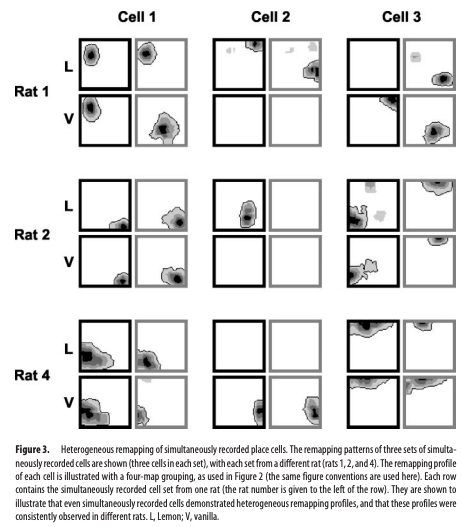 Cell 1 Cell 2 Cell 3
L
Rat 1
V
L
Rat 2
V
L
Rat 4
V
Figure 3. Heterogeneous remapping of simultaneously recorded place cells. The remapping patterns of three sets of simulta-
neously recorded cells are shown (three cells in each set), with each set from a different rat (rats 1, 2, and 4). The remapping profile
of each cell is illustrated with a four-map grouping, as used in Figure 2 (the same figure conventions are used here). Each row
contains the simultaneously recorded cell set from one rat (the rat number is given to the left of the row). They are shown to
illustrate that even simultaneously recorded cells demonstrated heterogeneous remapping profiles, and that these profiles were
consistently observed in different rats. L, Lemon; V, vanilla.